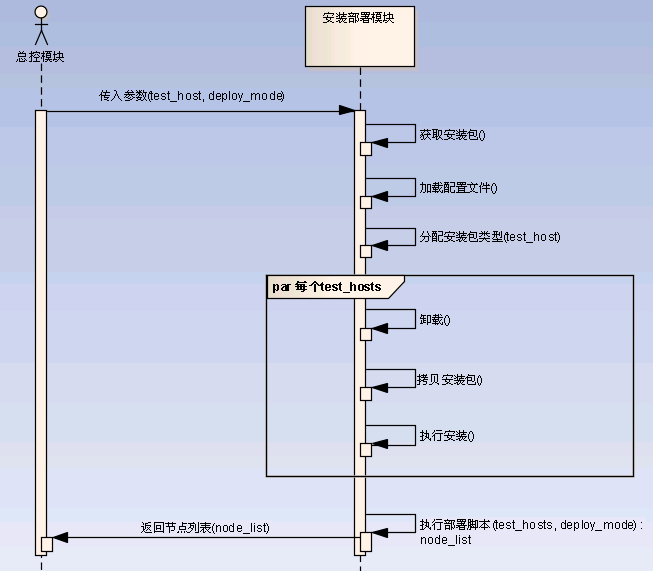 安装部署模块
总控模块
传入参数(test_host, deploy_mode)
获取安装包()
加载配置文件()
分配安装包类型(test_host)
par 每个test_hosts
卸载()
拷贝安装包()
执行安装()
执行部署脚本(test_hosts, deploy_mode) :
node_list
返回节点列表(node_list)